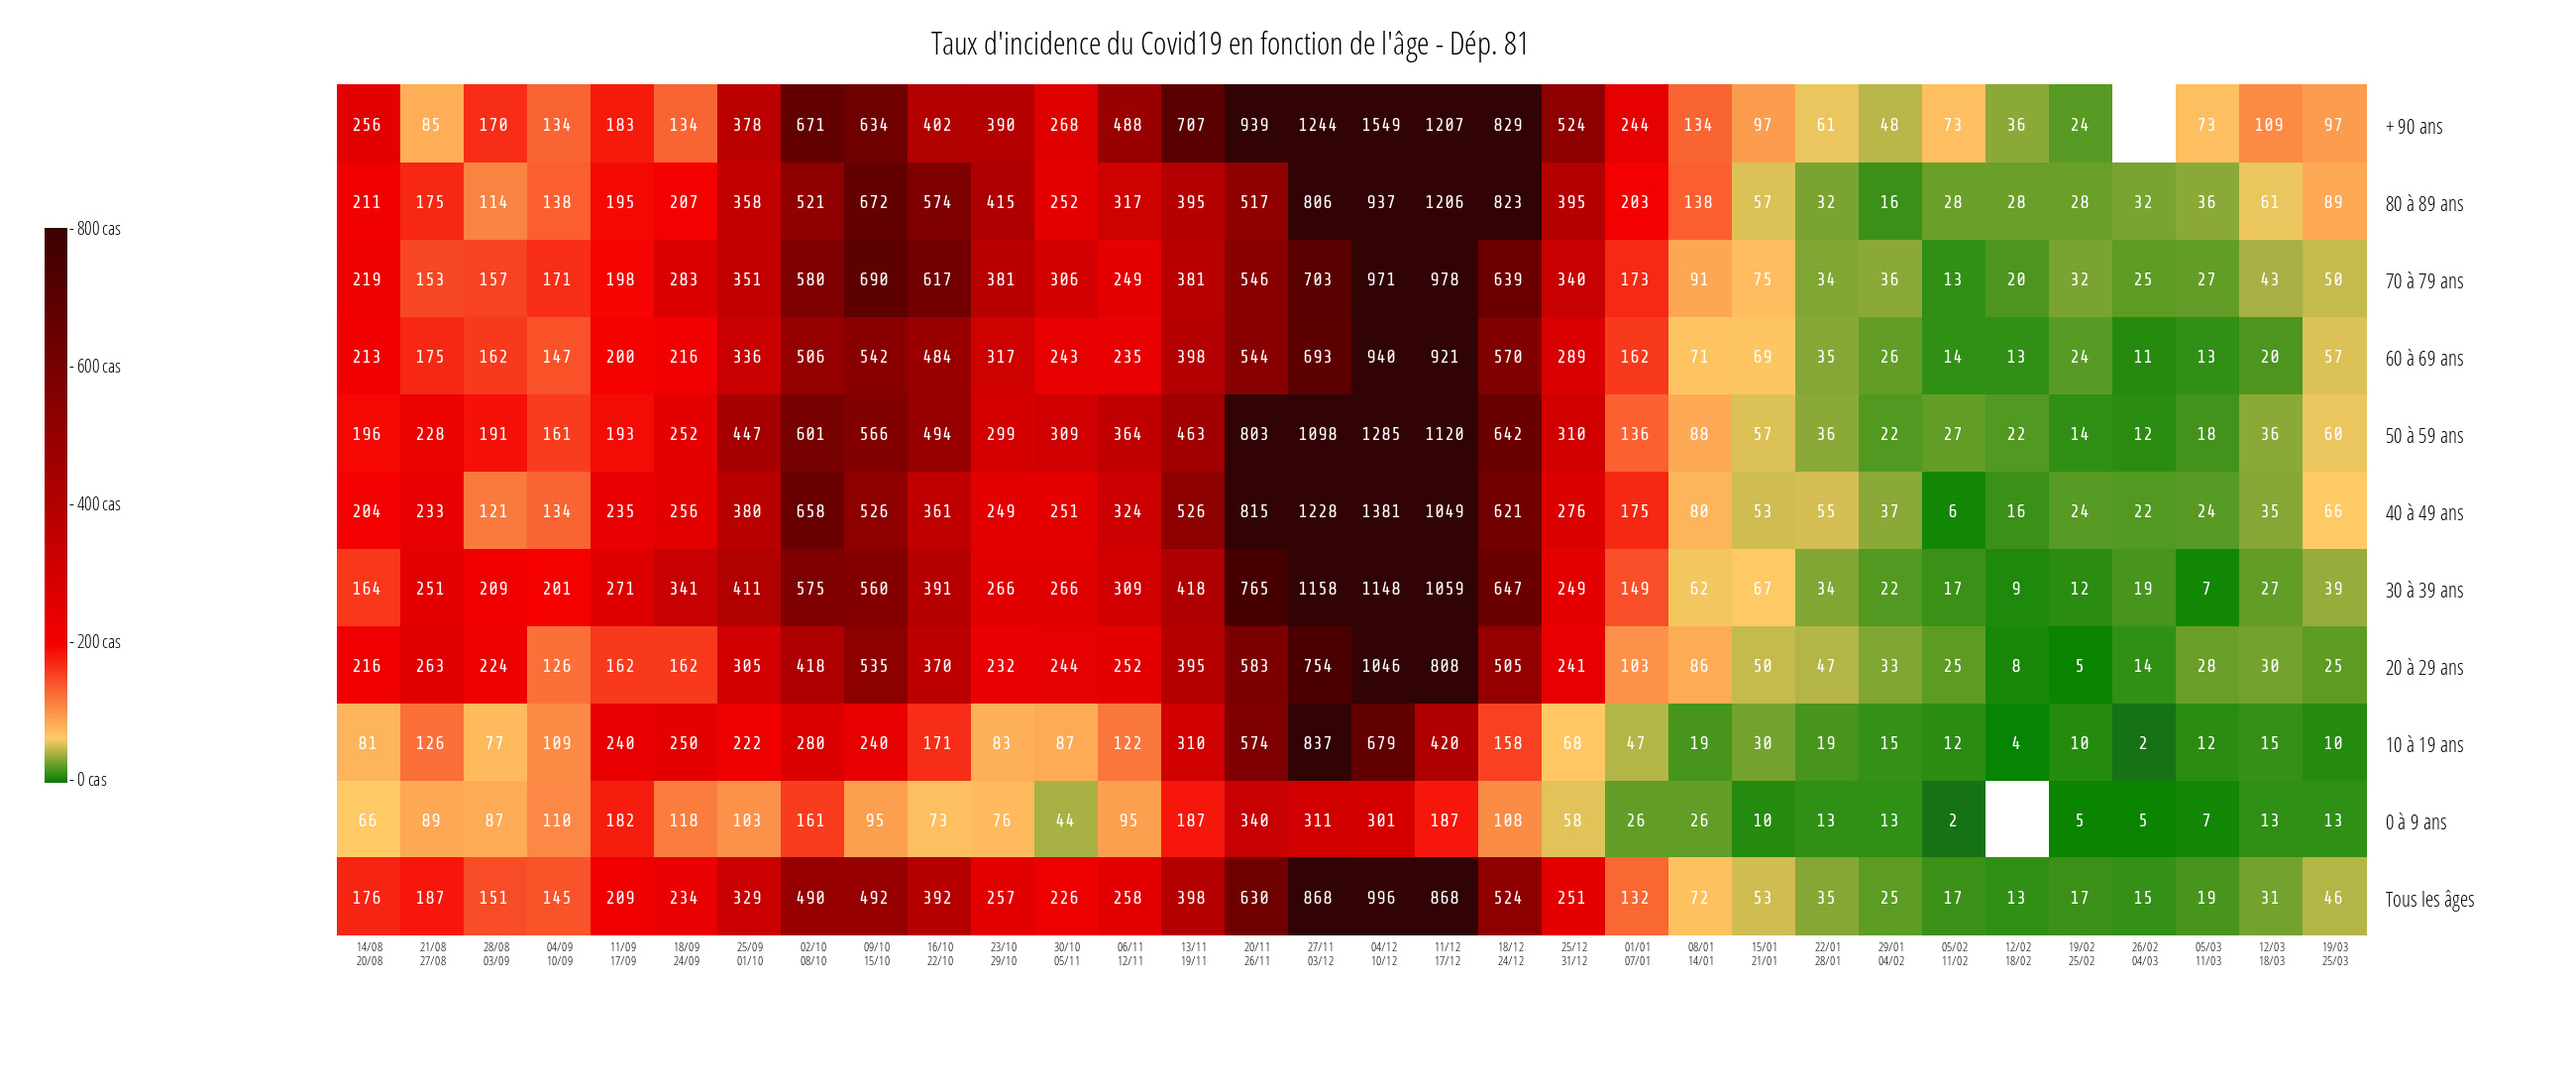 Taux d'incidence du Covid19 en fonction de l'âge - Dép. 81
- 800 cas
- 600 cas
- 400 cas
- 200 cas
- 0 cas
256 85 170 134 183 134 378 671 634 402 390 268 488 707 939 1244 1549 1207 829 524 244 134 97 61 48 73 36 24 73 109 97 + 90 ans
211 175 114 138 195 207 358 521 672 574 415 252 317 395 517 806 937 1206 823 395 203 138 57 32 16 28 28 28 32 36 61 89 80 à 89 ans
219 153 157 171 198 283 351 580 690 617 381 306 249 381 546 703 971 978 639 340 173 91 75 34 36 13 20 32 25 27 43 50 70 à 79 ans
213 175 162 147 200 216 336 506 542 484 317 243 235 398 544 693 940 921 570 289 162 71 69 35 26 14 13 24 11 13 20 57 60 à 69 ans
196 228 191 161 193 252 447 601 566 494 299 309 364 463 803 1098 1285 1120 642 310 136 88 57 36 22 27 22 14 12 18 36 60 50 à 59 ans
204 233 121 134 235 256 380 658 526 361 249 251 324 526 815 1228 1381 1049 621 276 175 80 53 55 37 6 16 24 22 24 35 66 40 à 49 ans
164 251 209 201 271 341 411 575 560 391 266 266 309 418 765 1158 1148 1059 647 249 149 62 67 34 22 17 9 12 19 7 27 39 30 à 39 ans
216 263 224 126 162 162 305 418 535 370 232 244 252 395 583 754 1046 808 505 241 103 86 50 47 33 25 8 5 14 28 30 25 20 à 29 ans
81 126 77 109 240 250 222 280 240 171 83 87 122 310 574 837 679 420 158 68 47 19 30 19 15 12 4 10 2 12 15 10 10 à 19 ans
66 89 87 110 182 118 103 161 95 73 76 44 95 187 340 311 301 187 108 58 26 26 10 13 13 2 5 5 7 13 13 0 à 9 ans
176 187 151 145 209 234 329 490 492 392 257 226 258 398 630 868 996 868 524 251 132 72 53 35 25 17 13 17 15 19 31 46 Tous les âges
14/08 21/08 28/08 04/09 11/09 18/09 25/09 02/10 09/10 16/10 23/10 30/10 06/11 13/11 20/11 27/11 04/12 11/12 18/12 25/12 01/01 08/01 15/01 22/01 29/01 05/02 12/02 19/02 26/02 05/03 12/03 19/03
20/08 27/08 03/09 10/09 17/09 24/09 01/10 08/10 15/10 22/10 29/10 05/11 12/11 19/11 26/11 03/12 10/12 17/12 24/12 31/12 07/01 14/01 21/01 28/01 04/02 11/02 18/02 25/02 04/03 11/03 18/03 25/03